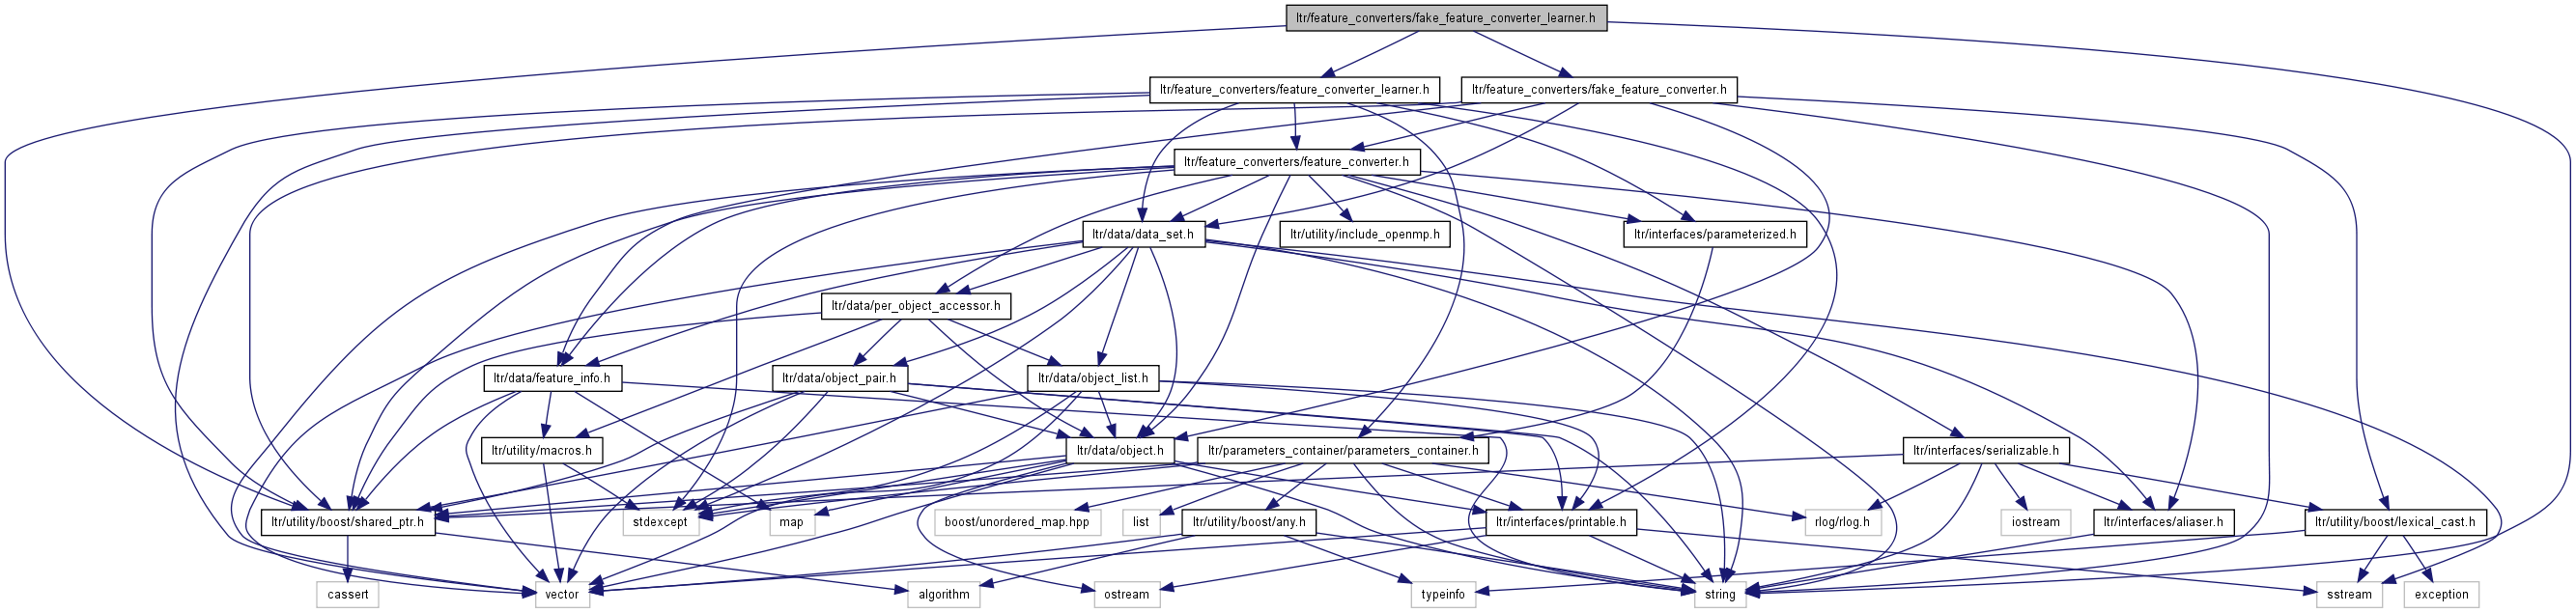 ltr/feature_converters/fake_feature_converter_learner.h
ltr/feature_converters/feature_converter_learner.h
ltr/feature_converters/fake_feature_converter.h
ltr/feature_converters/feature_converter.h
ltr/data/data_set.h
ltr/utility/include_openmp.h
ltr/interfaces/parameterized.h
ltr/data/per_object_accessor.h
ltr/data/feature_info.h
ltr/data/object_pair.h
ltr/data/object_list.h
ltr/utility/macros.h
ltr/data/object.h
ltr/parameters_container/parameters_container.h
ltr/interfaces/serializable.h
ltr/utility/boost/shared_ptr.h
stdexcept
map
boost/unordered_map.hpp
list
ltr/utility/boost/any.h
ltr/interfaces/printable.h
rlog/rlog.h
iostream
ltr/interfaces/aliaser.h
ltr/utility/boost/lexical_cast.h
cassert
vector
algorithm
ostream
typeinfo
string
sstream
exception